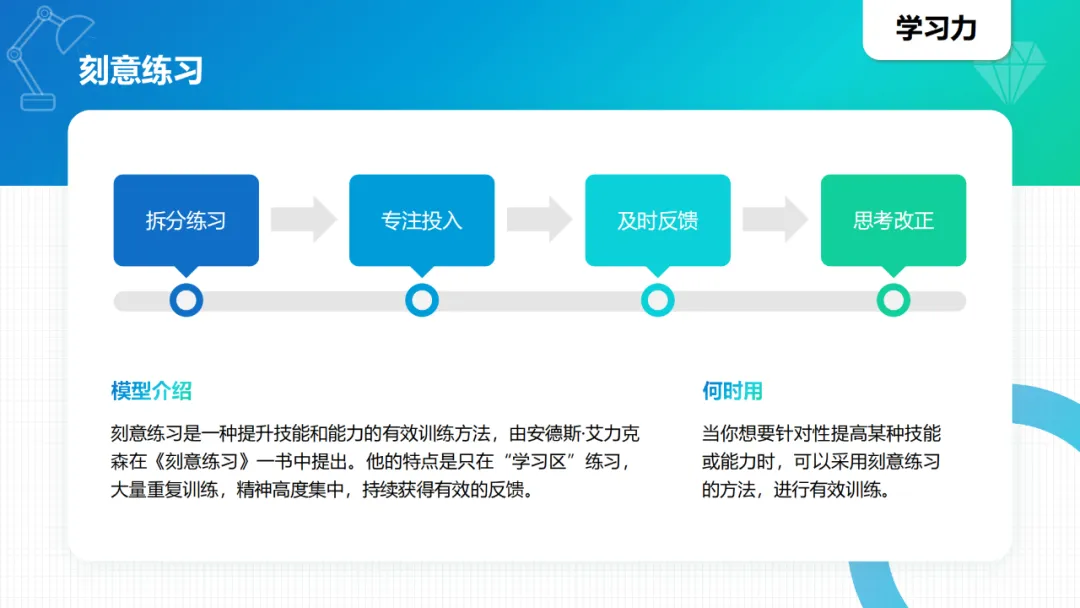 学习力
刻意练习
拆分练习
专注投入
及时反馈
思考改正
模型介绍
刻意练习是一种提升技能和能力的有效训练方法，由安德斯·艾力克
森在《刻意练习》一书中提出。他的特点是只在“学习区”练习，
大量重复训练，精神高度集中，持续获得有效的反馈。
何时用
当你想要针对性提高某种技能
或能力时，可以采用刻意练习
的方法，进行有效训练。